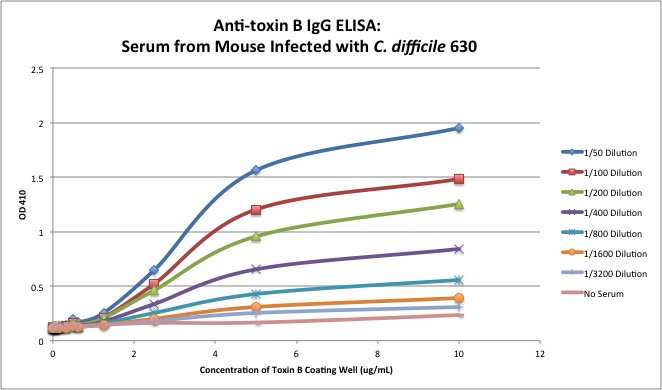 Anti-toxin B IgG ELISA:
Serum from Mouse Infected with C. difficile 630
2.5
2
1.5
1
0.5
0
OD 410
0
2
4
6
8
10
12
Concentration of Toxin B Coating Well (ug/mL)
1/50 Dilution
1/100 Dilution
1/200 Dilution
1/400 Dilution
1/800 Dilution
1/1600 Dilution
1/3200 Dilution
No Serum